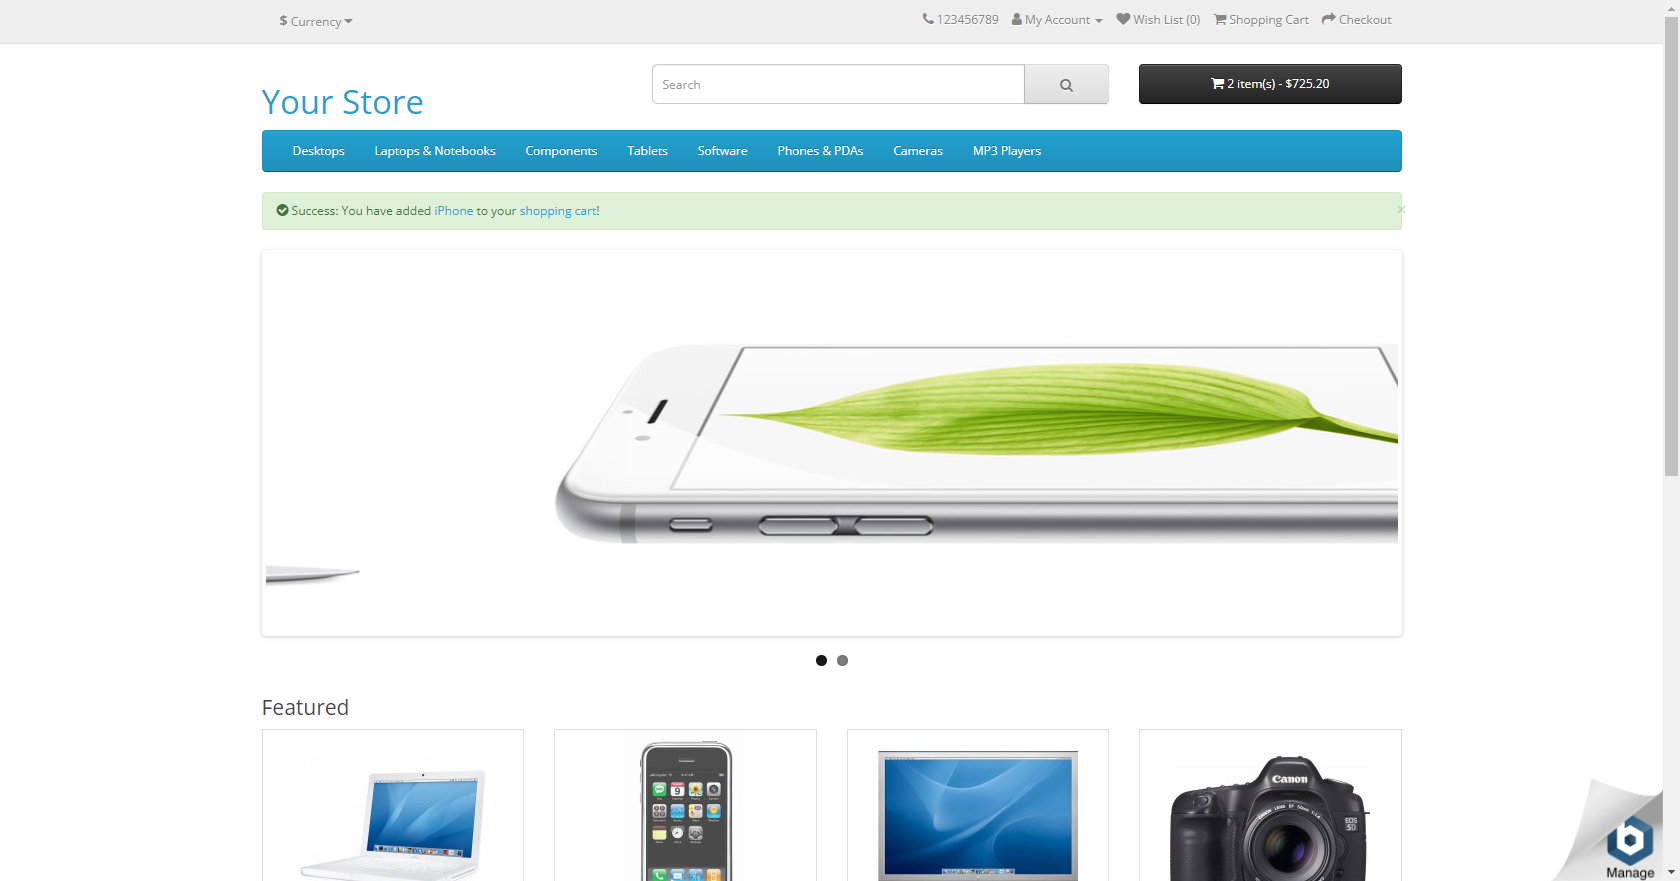 $ Currency
123456789 My Account Wish List (0) Shopping Cart Checkout
Your Store
Search
2 item(s) - $725.20
Desktops Laptops & Notebooks Components Tablets Software Phones & PDAs Cameras MP3 Players
Success: You have added iPhone to your shopping cart!
×
Featured
Canon
EOS
5D
b
Manage